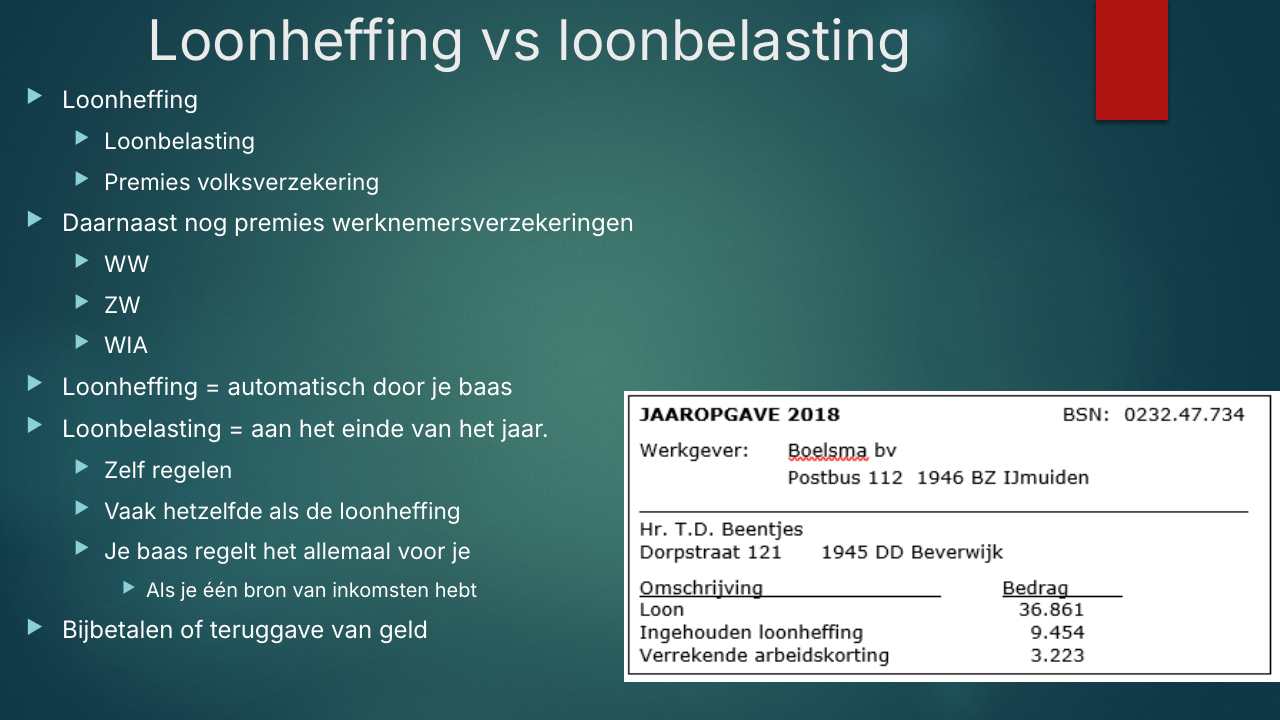 Loonheffing vs loonbelasting
Loonheffing
Loonbelasting
Premies volksverzekering
Daarnaast nog premies werknemersverzekeringen
WW
ZW
WIA
Loonheffing = automatisch door je baas
Loonbelasting = aan het einde van het jaar.
Zelf regelen
Vaak hetzelfde als de loonheffing
Je baas regelt het allemaal voor je
Als je één bron van inkomsten hebt
Bijbetalen of teruggave van geld
JAAROPGAVE 2018 BSN: 0232.47.734
Werkgever: Boelsma bv
Postbus 112 1946 BZ IJmuiden
Hr. T.D. Beentjes
Dorpstraat 121 1945 DD Beverwijk
Omschrijving Bedrag
Loon 36.861
Ingehouden loonheffing 9.454
Verrekende arbeidskorting 3.223